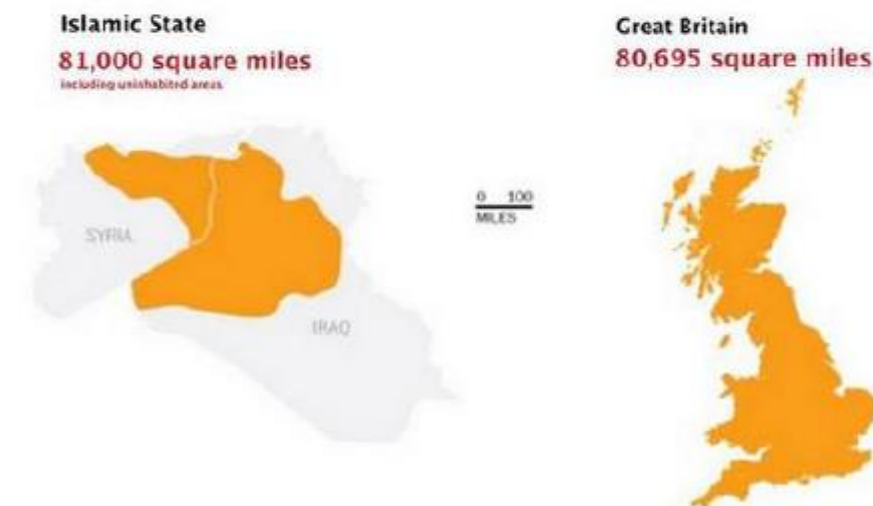 Islamic State
81,000 square miles
including uninhabited areas
SYRIA
IRAQ
0 100
MILES
Great Britain
80,695 square miles